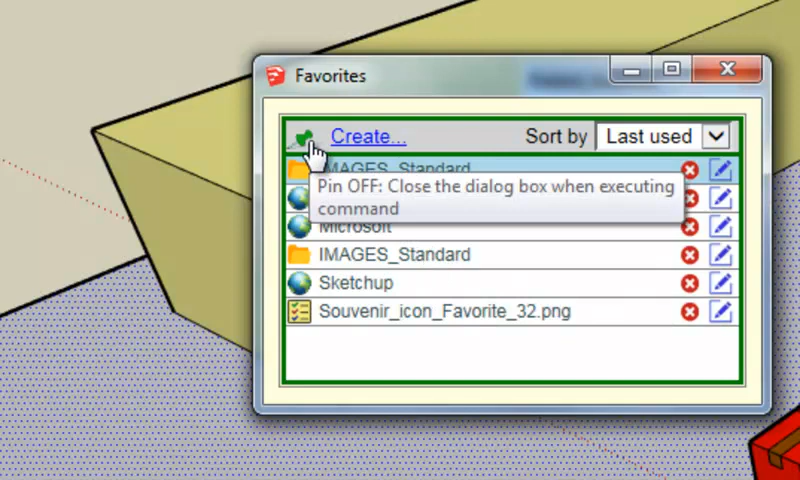 Favorites
Create...
Sort by
Last used
IMAGES_Standard
Pin OFF: Close the dialog box when executing
command
Microsoft
IMAGES_Standard
Sketchup
Souvenir_icon_Favorite_32.png